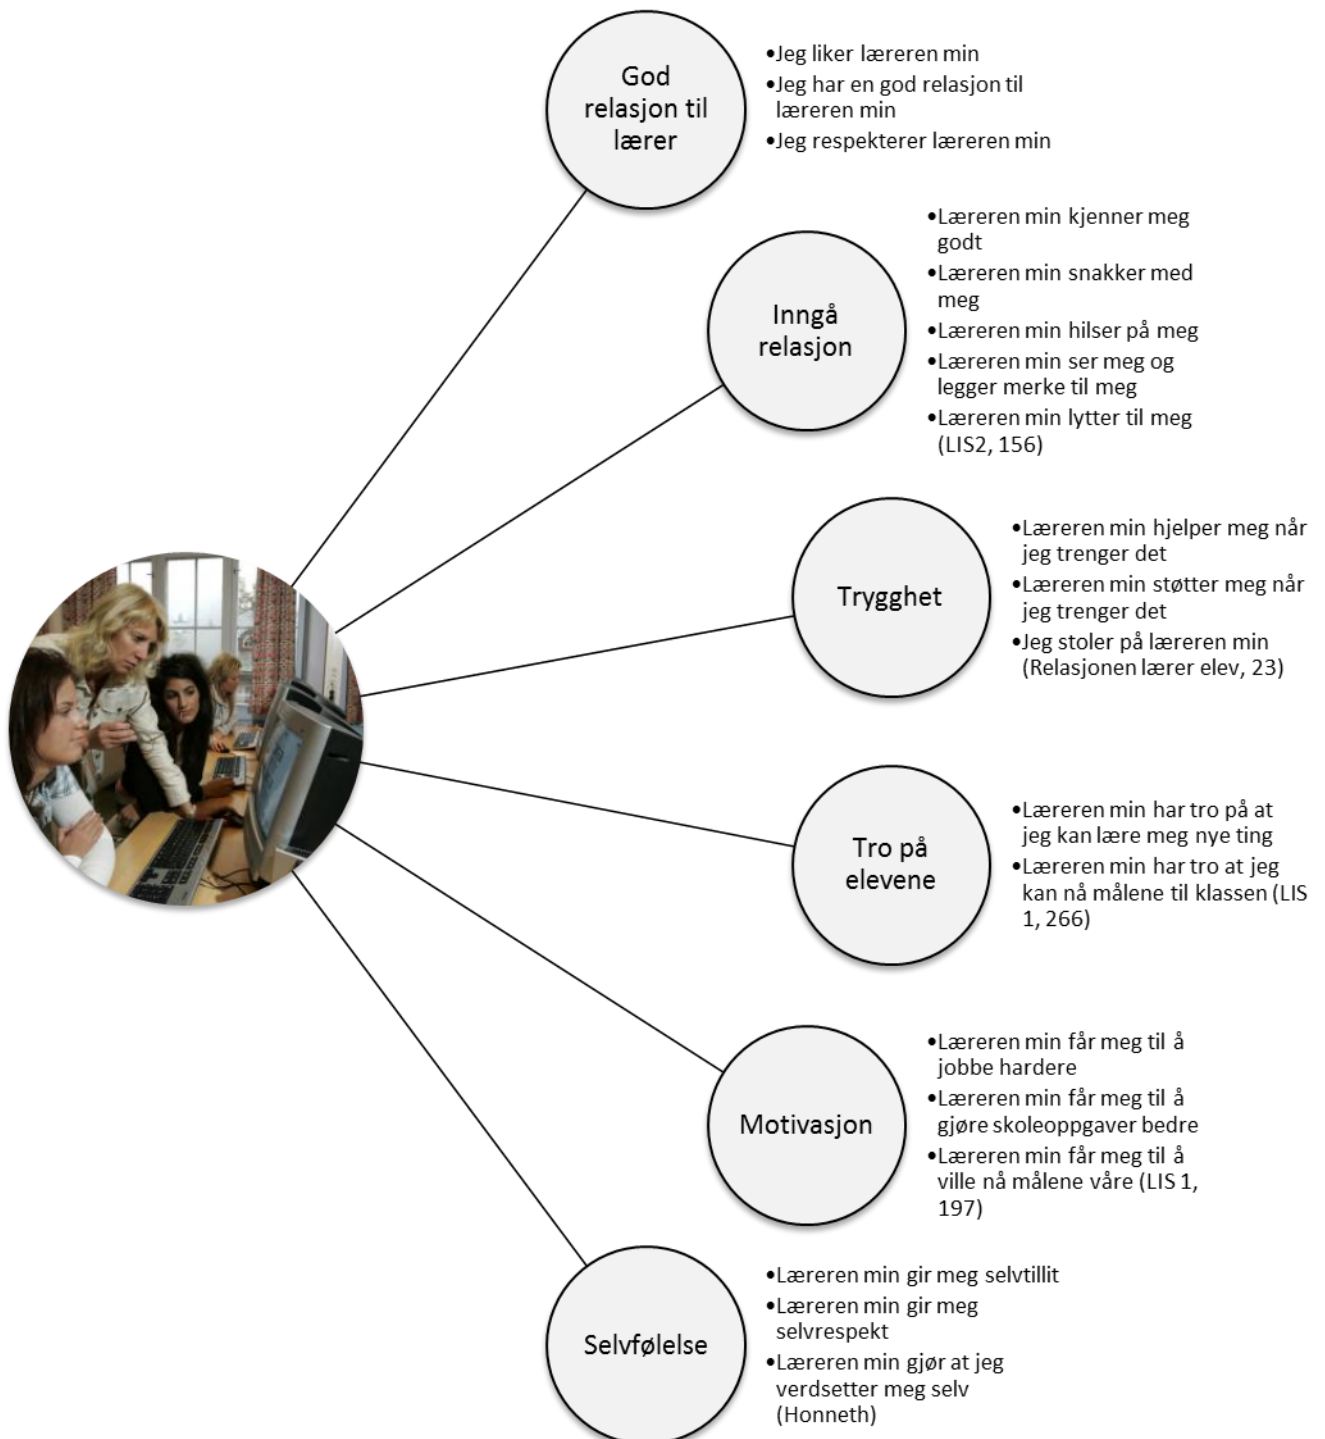 God
relasjon til
lærer
•Jeg liker læreren min
•Jeg har en god relasjon til
læreren min
•Jeg respekterer læreren min
Inngå
relasjon
•Læreren min kjenner meg
godt
•Læreren min snakker med
meg
•Læreren min hilser på meg
•Læreren min ser meg og
legger merke til meg
•Læreren min lytter til meg
(LIS2, 156)
Trygghet
•Læreren min hjelper meg når
jeg trenger det
•Læreren min støtter meg når
jeg trenger det
•Jeg stoler på læreren min
(Relasjonen lærer elev, 23)
Tro på
elevene
•Læreren min har tro på at
jeg kan lære meg nye ting
•Læreren min har tro at jeg
kan nå målene til klassen (LIS
1, 266)
Motivasjon
•Læreren min får meg til å
jobbe hardere
•Læreren min får meg til å
gjøre skoleoppgaver bedre
•Læreren min får meg til å
ville nå målene våre (LIS 1,
197)
Selvfølelse
•Læreren min gir meg selvtillit
•Læreren min gir meg
selvrespekt
•Læreren min gjør at jeg
verdsetter meg selv
(Honneth)